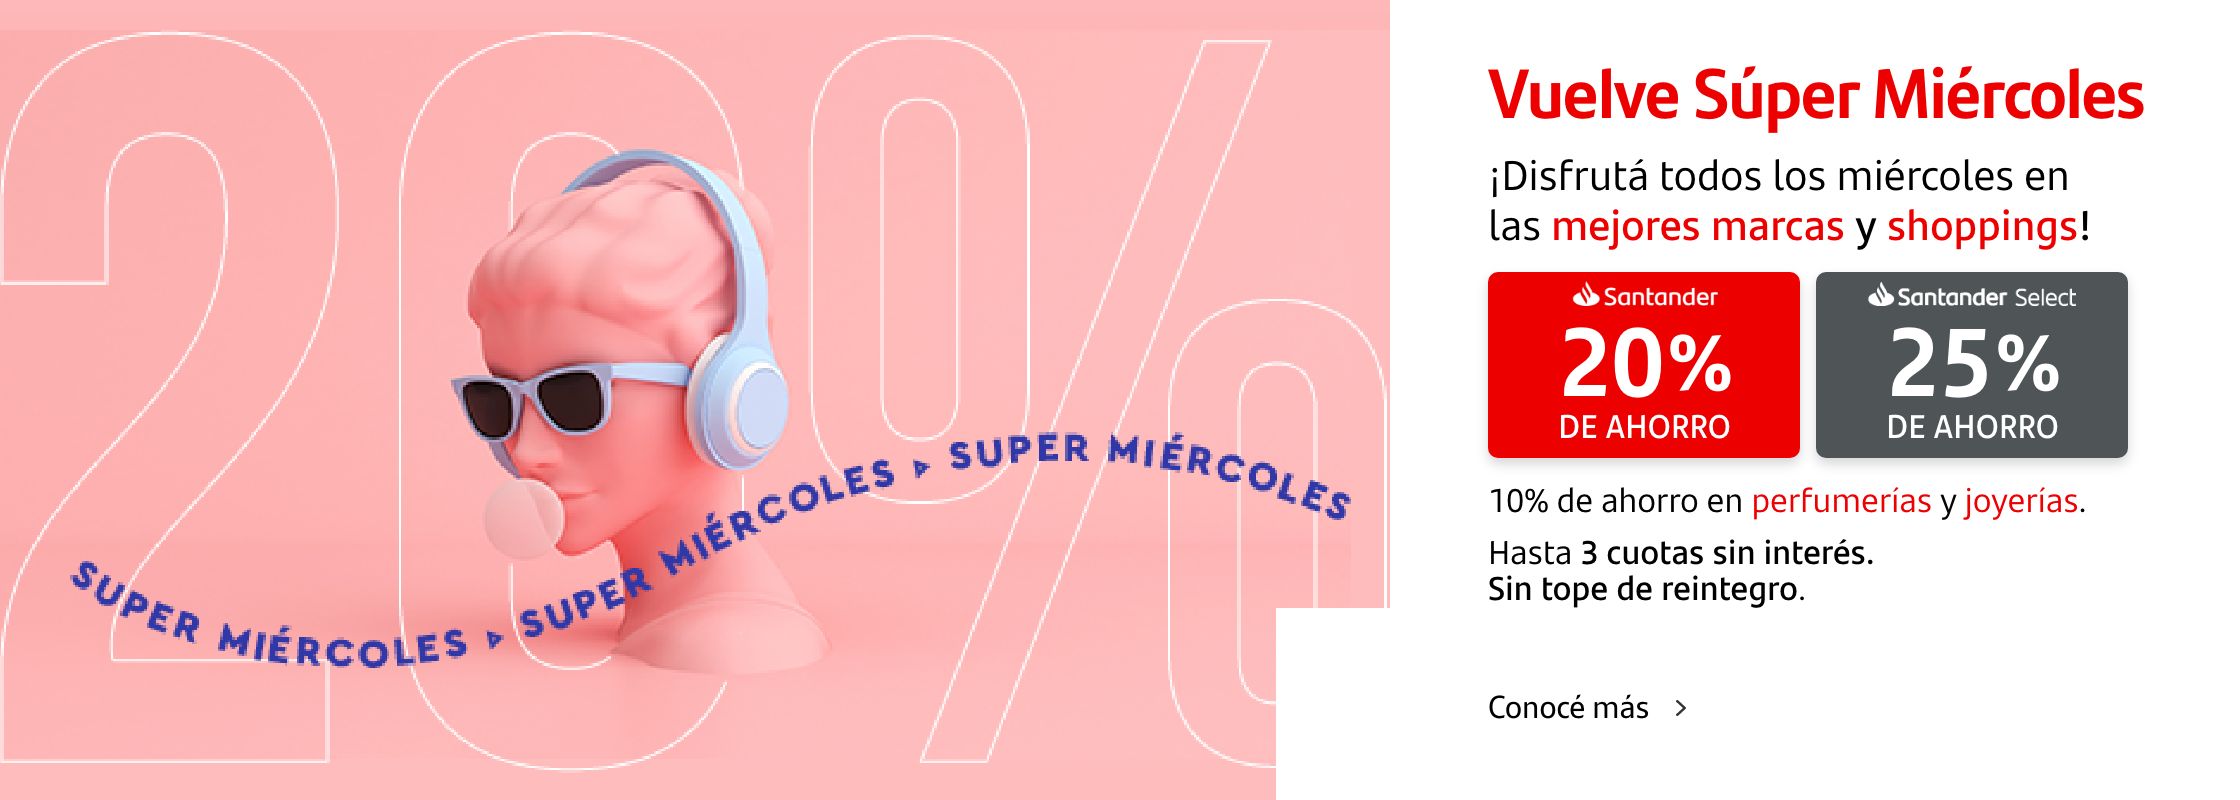 20%
SUPER MIÉRCOLES ▸ SUPER MIÉRCOLES ▸ SUPER MIÉRCOLES
Vuelve Súper Miércoles
¡Disfrutá todos los miércoles en
las mejores marcas y shoppings!
Santander
20%
DE AHORRO
Santander Select
25%
DE AHORRO
10% de ahorro en perfumerías y joyerías.
Hasta 3 cuotas sin interés.
Sin tope de reintegro.
Conocé más >